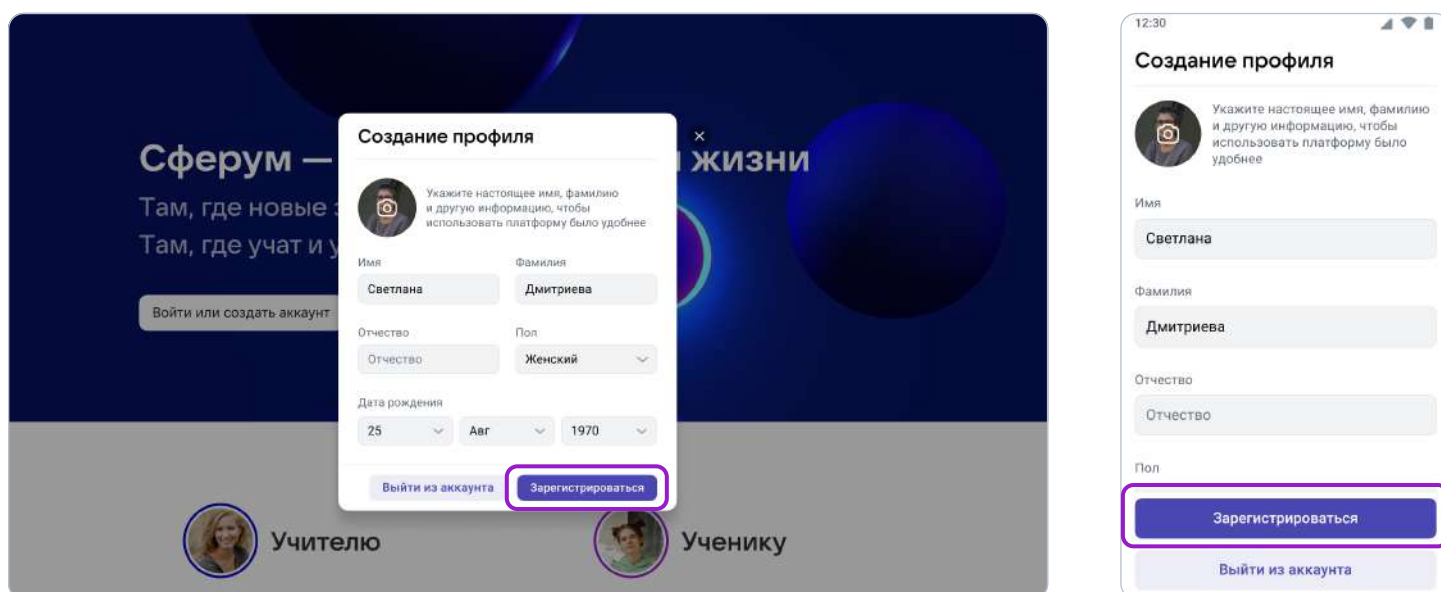 Сферум —
жизни
Там, где новые
Там, где учат и у
Войти или создать аккаунт
Создание профиля
Укажите настоящее имя, фамилию
и другую информацию, чтобы
использовать платформу было удобнее
Имя
Фамилия
Светлана
Дмитриева
Отчество
Пол
Отчество
Женский
Дата рождения
25
Авг
1970
Выйти из аккаунта
Зарегистрироваться
Учителю
Ученику
12:30
Создание профиля
Укажите настоящее имя, фамилию
и другую информацию, чтобы
использовать платформу было
удобнее
Имя
Светлана
Фамилия
Дмитриева
Отчество
Отчество
Пол
Зарегистрироваться
Выйти из аккаунта